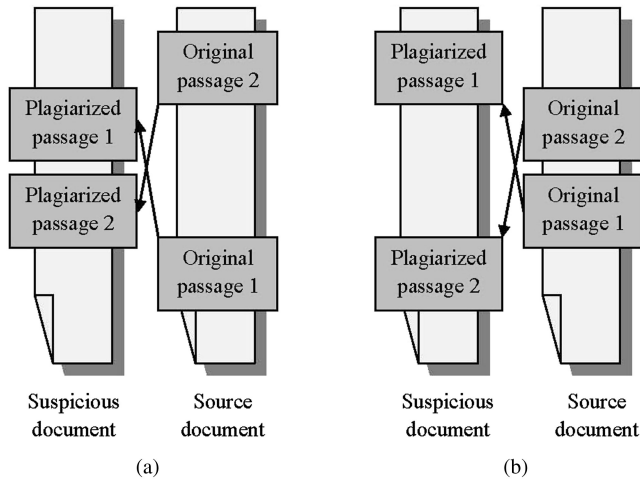 Original
passage 2
Plagiarized
passage 1
Plagiarized
passage 2
Original
passage 1
Suspicious
document
Source
document
(a)
Plagiarized
passage 1
Original
passage 2
Original
passage 1
Plagiarized
passage 2
Suspicious
document
Source
document
(b)